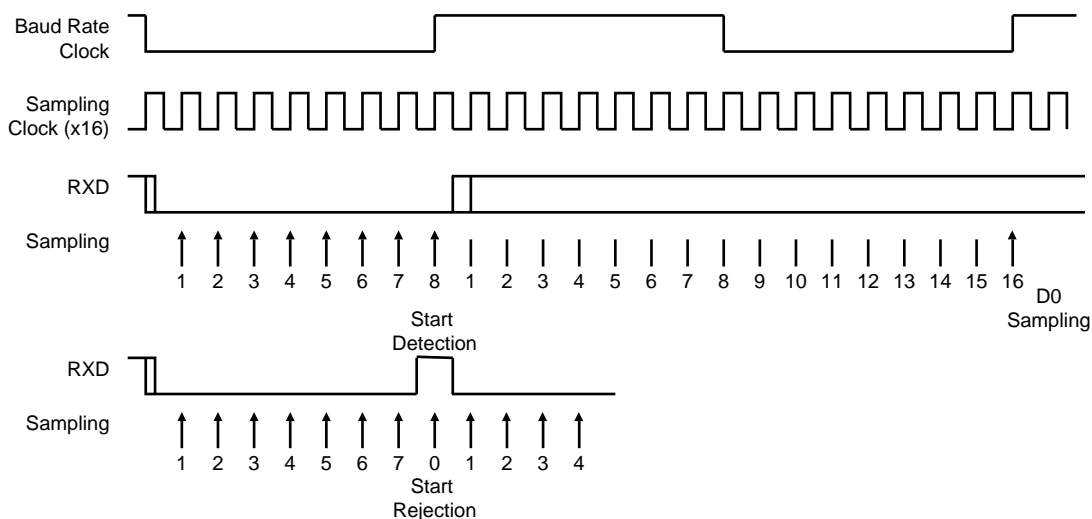 Baud Rate
Clock
Sampling
Clock (x16)
RXD
Sampling
1 2 3 4 5 6 7 8 1 2 3 4 5 6 7 8 9 10 11 12 13 14 15 16
D0
Sampling
Start
Detection
RXD
Sampling
1 2 3 4 5 6 7 0 1 2 3 4
Start
Rejection